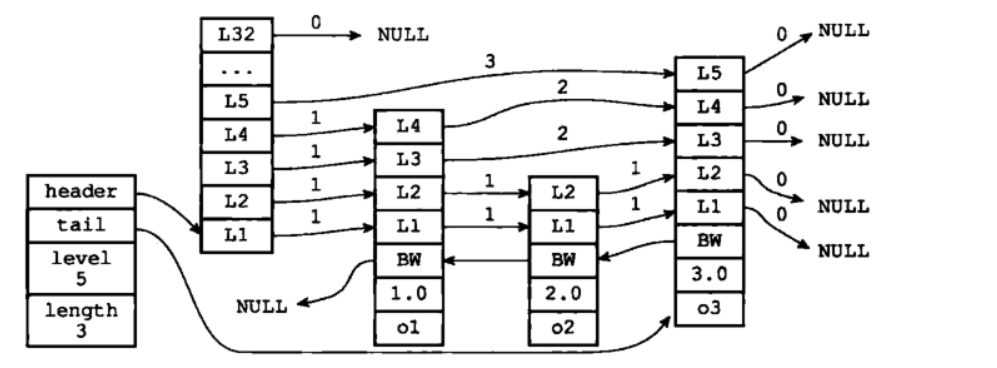 header
tail
level
5
length
3
L32
...
L5
L4
L3
L2
L1
0
NULL
3
1
1
1
1
L4
L3
L2
L1
BW
1.0
o1
NULL
2
2
1
1
L2
L1
BW
2.0
o2
1
1
L5
L4
L3
L2
L1
BW
3.0
o3
0
NULL
0
NULL
0
NULL
0
NULL
0
NULL